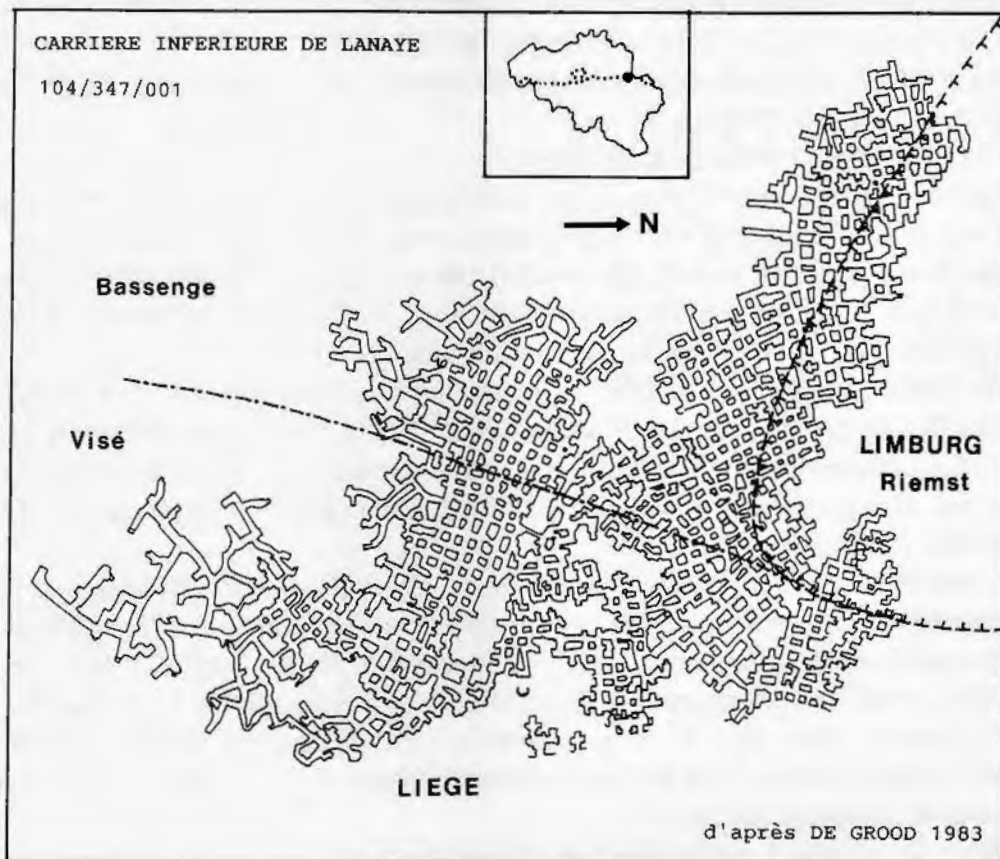 CARRIERE INFERIEURE DE LANAYE
104/347/001
N
Bassenge
Visé
LIMBURG
Riemst
LIEGE
d'après DE GROOD 1983